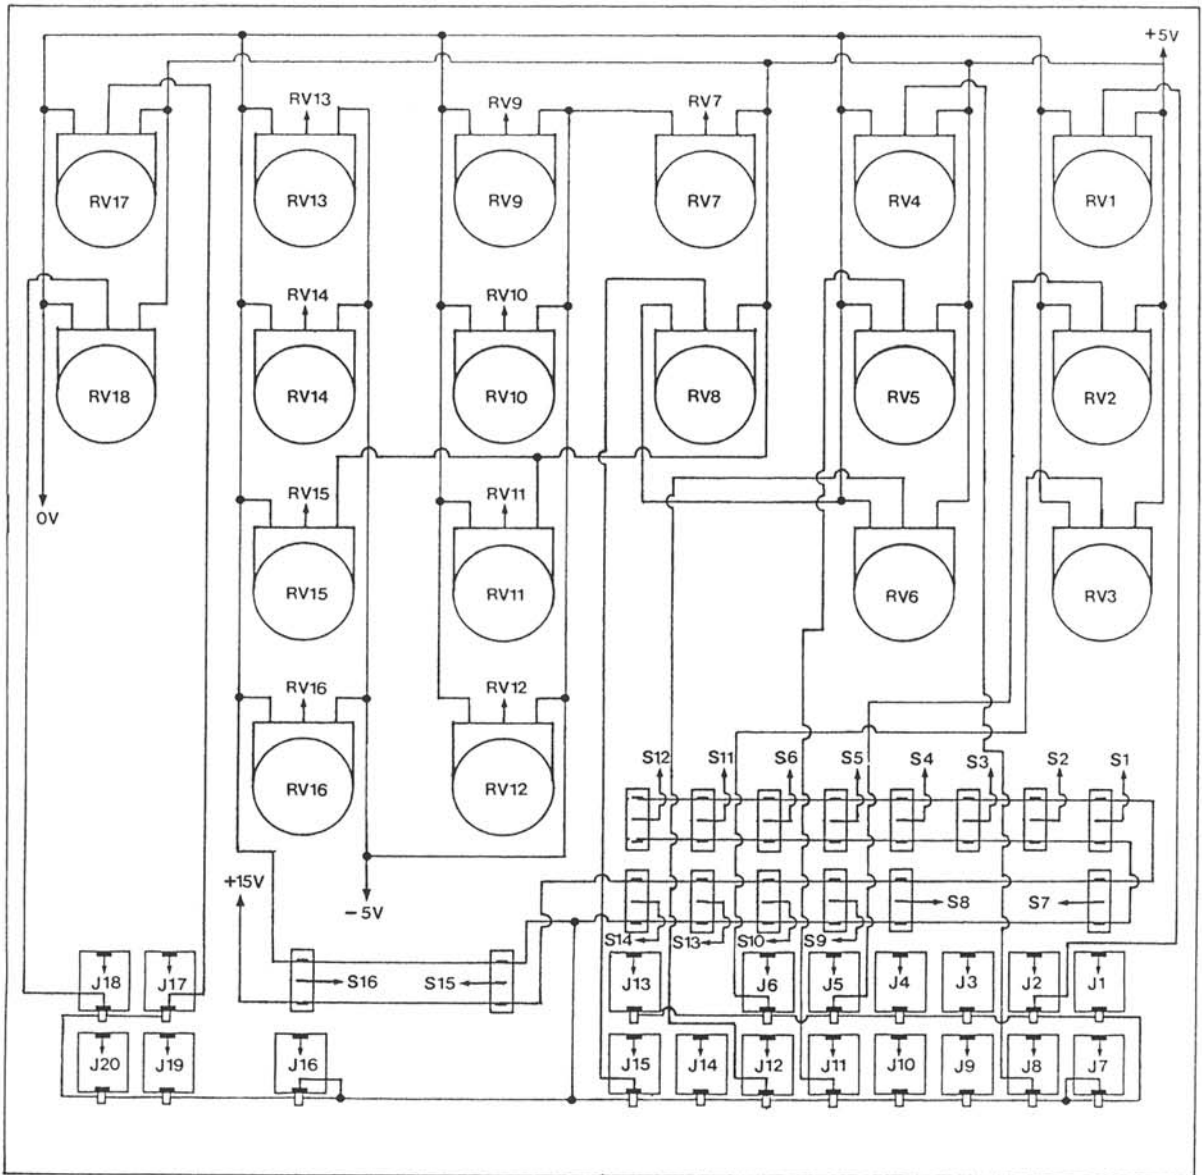 +5V
RV13 RV9 RV7
RV17 RV13 RV9 RV7 RV4 RV1
RV14 RV10
RV18 RV14 RV10 RV8 RV5 RV2
RV15 RV11
0V
RV15 RV11 RV6 RV3
RV16 RV12
S12 S11 S6 S5 S4 S3 S2 S1
RV16 RV12
+15V
-5V
S8 S7
S14 S13 S10 S9
J18 J17 S16 S15 J13 J6 J5 J4 J3 J2 J1
J20 J19 J16 J15 J14 J12 J11 J10 J9 J8 J7